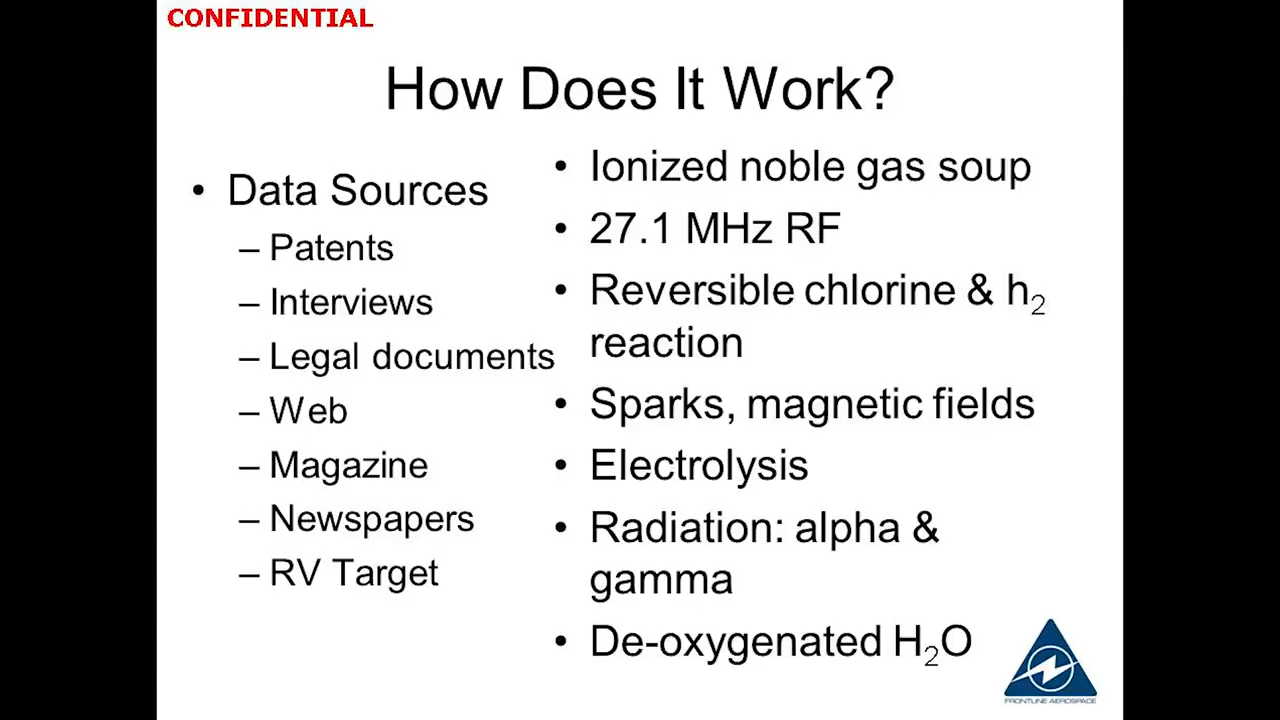 CONFIDENTIAL
How Does It Work?
• Data Sources
– Patents
– Interviews
– Legal documents
– Web
– Magazine
– Newspapers
– RV Target
• Ionized noble gas soup
• 27.1 MHz RF
• Reversible chlorine & h₂
reaction
• Sparks, magnetic fields
• Electrolysis
• Radiation: alpha &
gamma
• De-oxygenated H₂O
FRONTLINE AEROSPACE